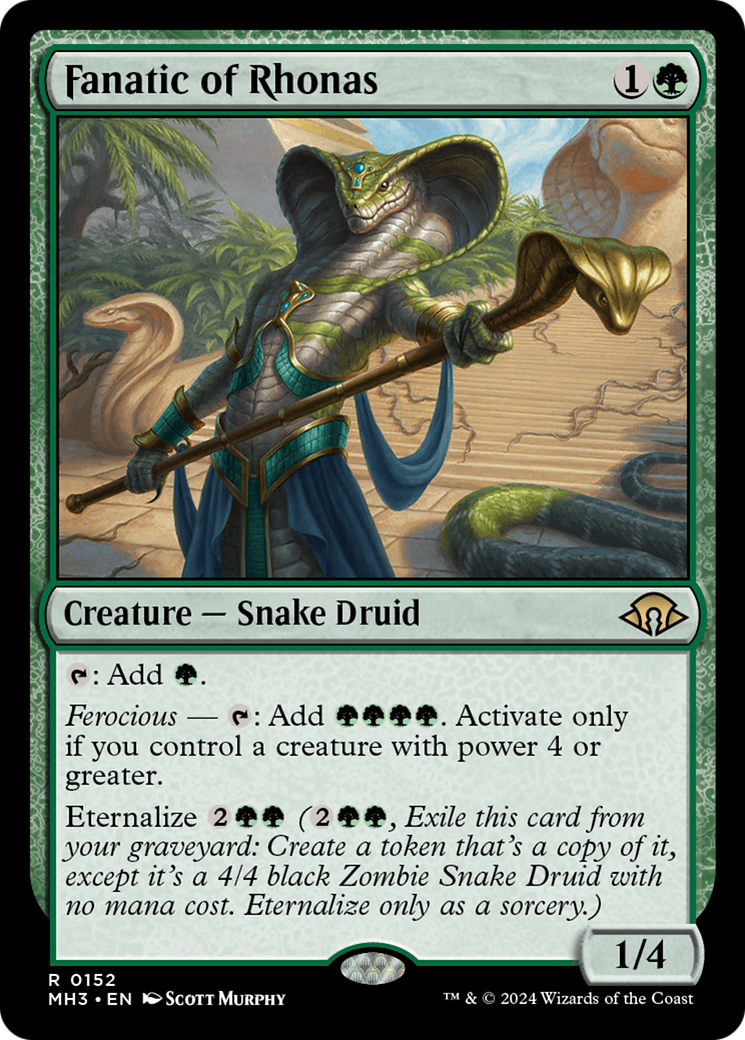 Fanatic of Rhonas 1
Creature — Snake Druid
: Add .
Ferocious — : Add . Activate only
if you control a creature with power 4 or
greater.
Eternalize 2 (2, Exile this card from
your graveyard: Create a token that's a copy of it,
except it's a 4/4 black Zombie Snake Druid with
no mana cost. Eternalize only as a sorcery.)
1/4
R 0152
MH3 • EN Scott Murphy
™ & © 2024 Wizards of the Coast